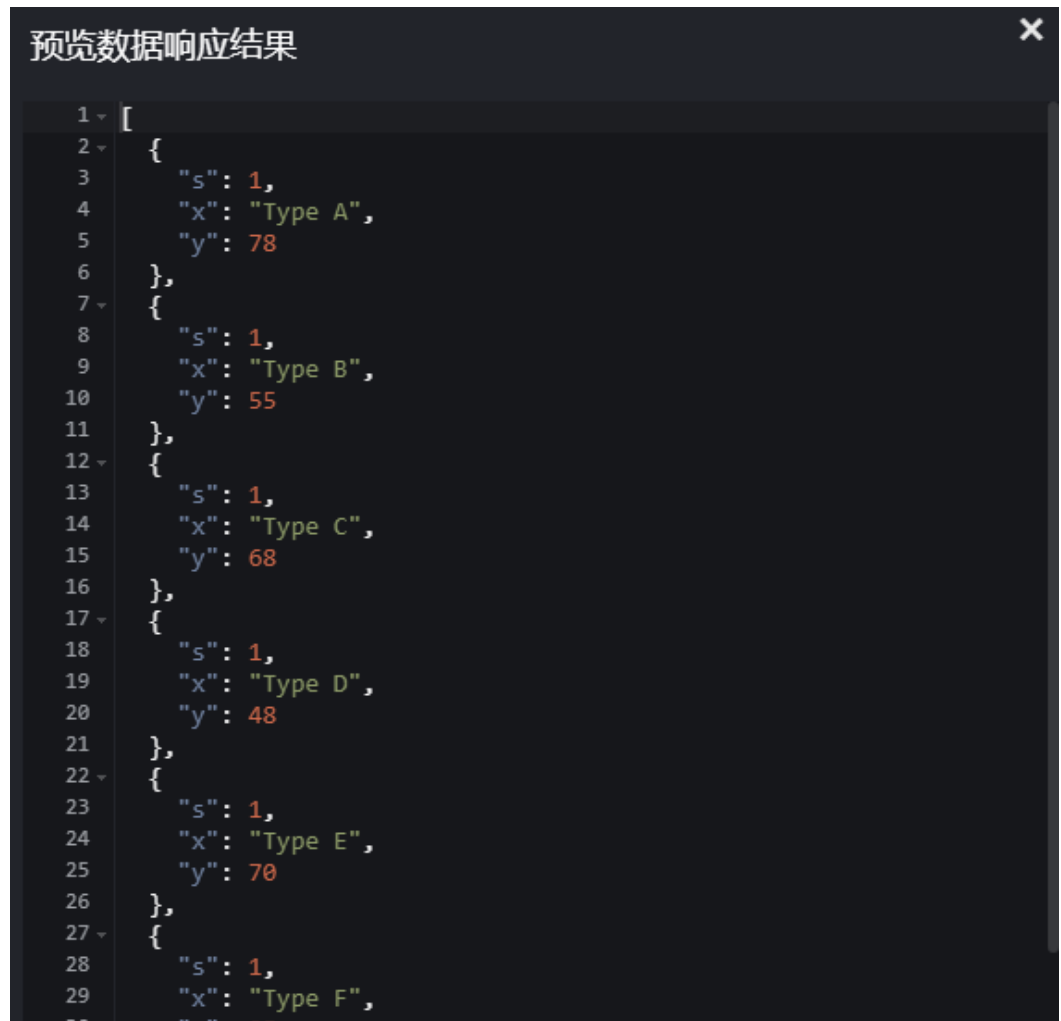 预览数据响应结果 ×
1 [
2 {
3 "s": 1,
4 "x": "Type A",
5 "y": 78
6 },
7 {
8 "s": 1,
9 "x": "Type B",
10 "y": 55
11 },
12 {
13 "s": 1,
14 "x": "Type C",
15 "y": 68
16 },
17 {
18 "s": 1,
19 "x": "Type D",
20 "y": 48
21 },
22 {
23 "s": 1,
24 "x": "Type E",
25 "y": 70
26 },
27 {
28 "s": 1,
29 "x": "Type F",